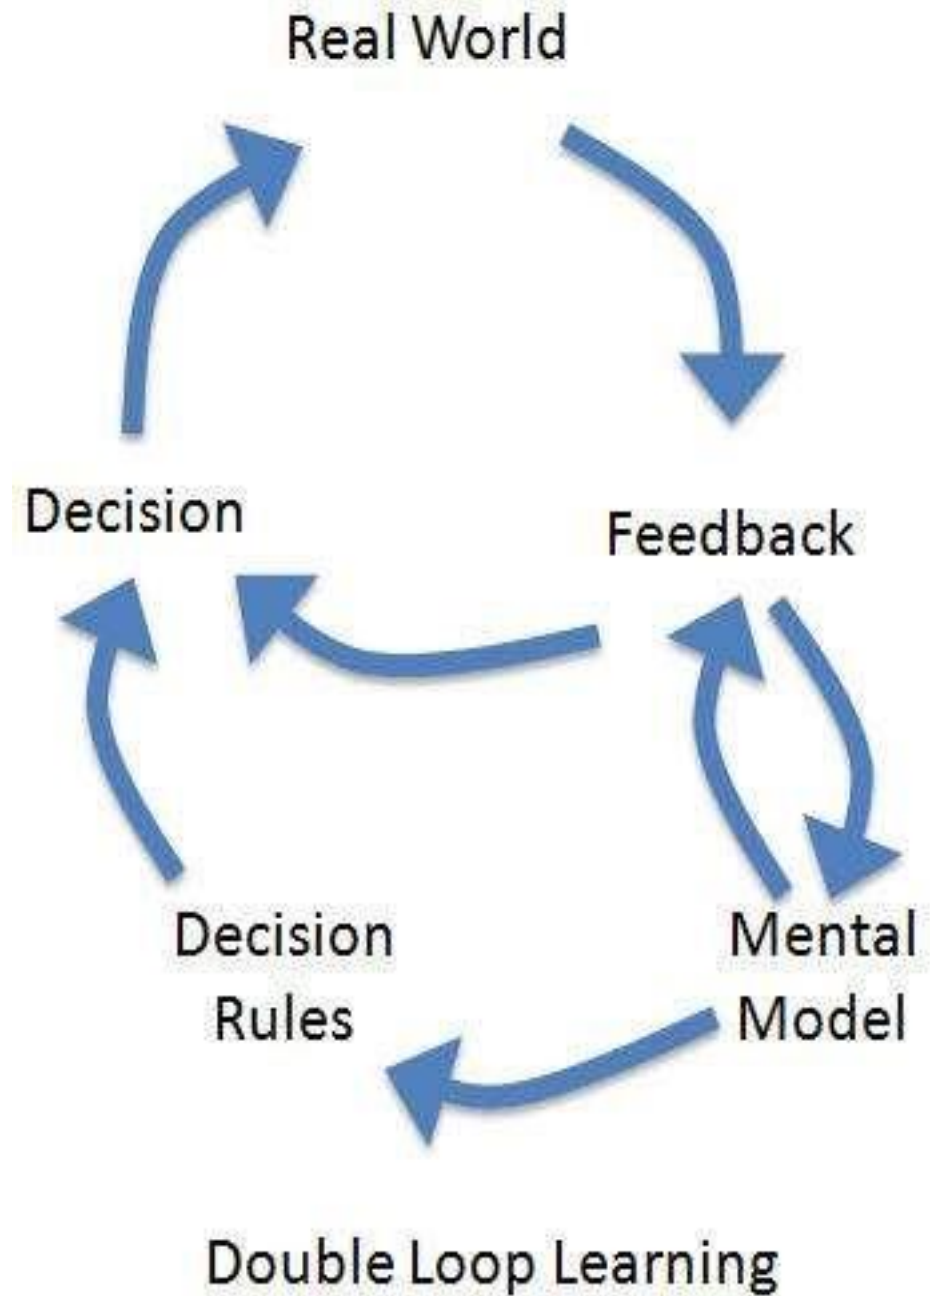 Real World
Decision
Feedback
Decision
Rules
Mental
Model
Double Loop Learning